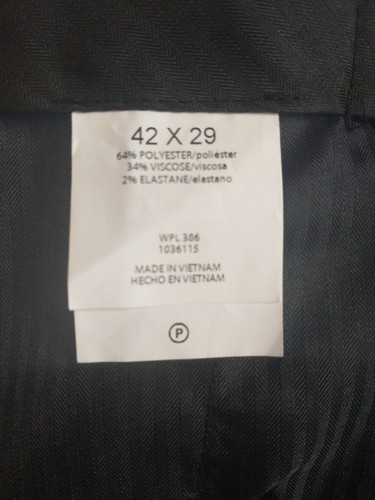 42 X 29
64% POLYESTER/poliéster
34% VISCOSE/viscosa
2% ELASTANE/elastano
WPL 386
1036115
MADE IN VIETNAM
HECHO EN VIETNAM
P